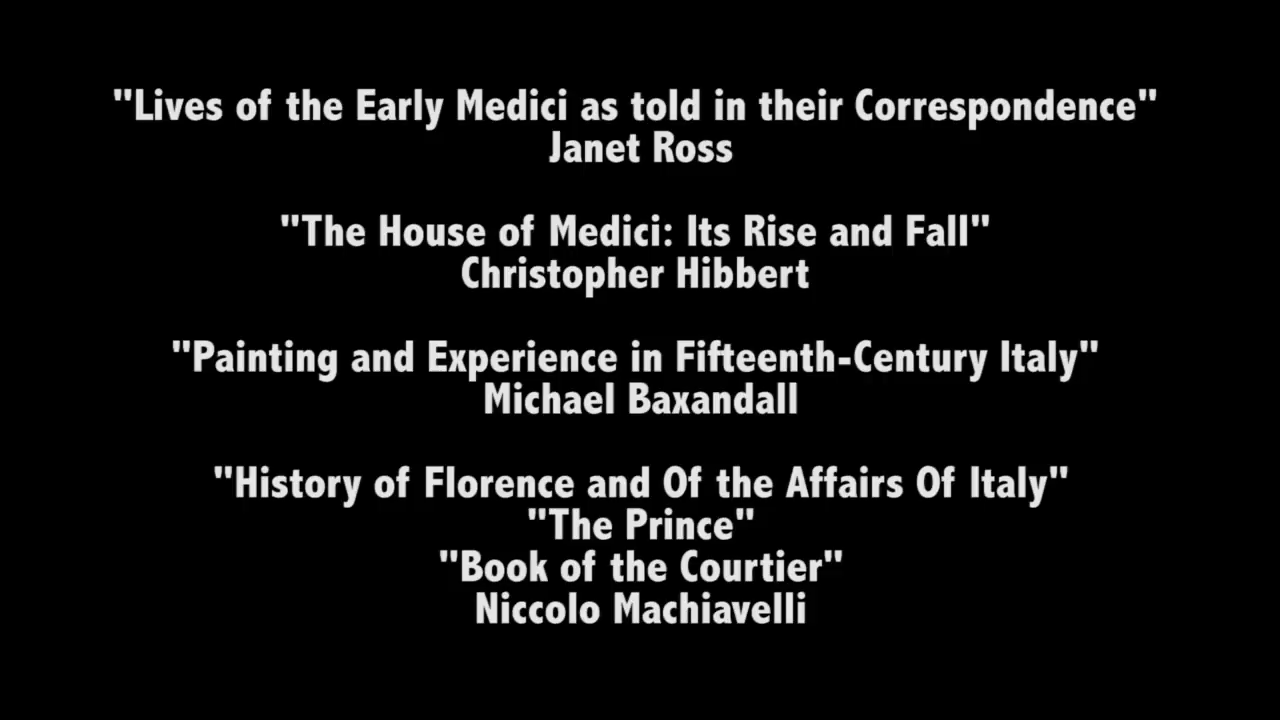 "Lives of the Early Medici as told in their Correspondence"
Janet Ross
"The House of Medici: Its Rise and Fall"
Christopher Hibbert
"Painting and Experience in Fifteenth-Century Italy"
Michael Baxandall
"History of Florence and Of the Affairs Of Italy"
"The Prince"
"Book of the Courtier"
Niccolo Machiavelli